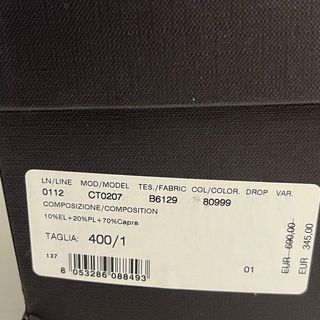 LN/LINE MOD/MODEL TES./FABRIC COL/COLOR. DROP VAR.
0112 CT0207 B6129 80999
COMPOSIZIONE/COMPOSITION
10%EL+20%PL+70%Capra
TAGLIA: 400/1
137
8 053286 088493
01
EUR 690,00
EUR 345,00